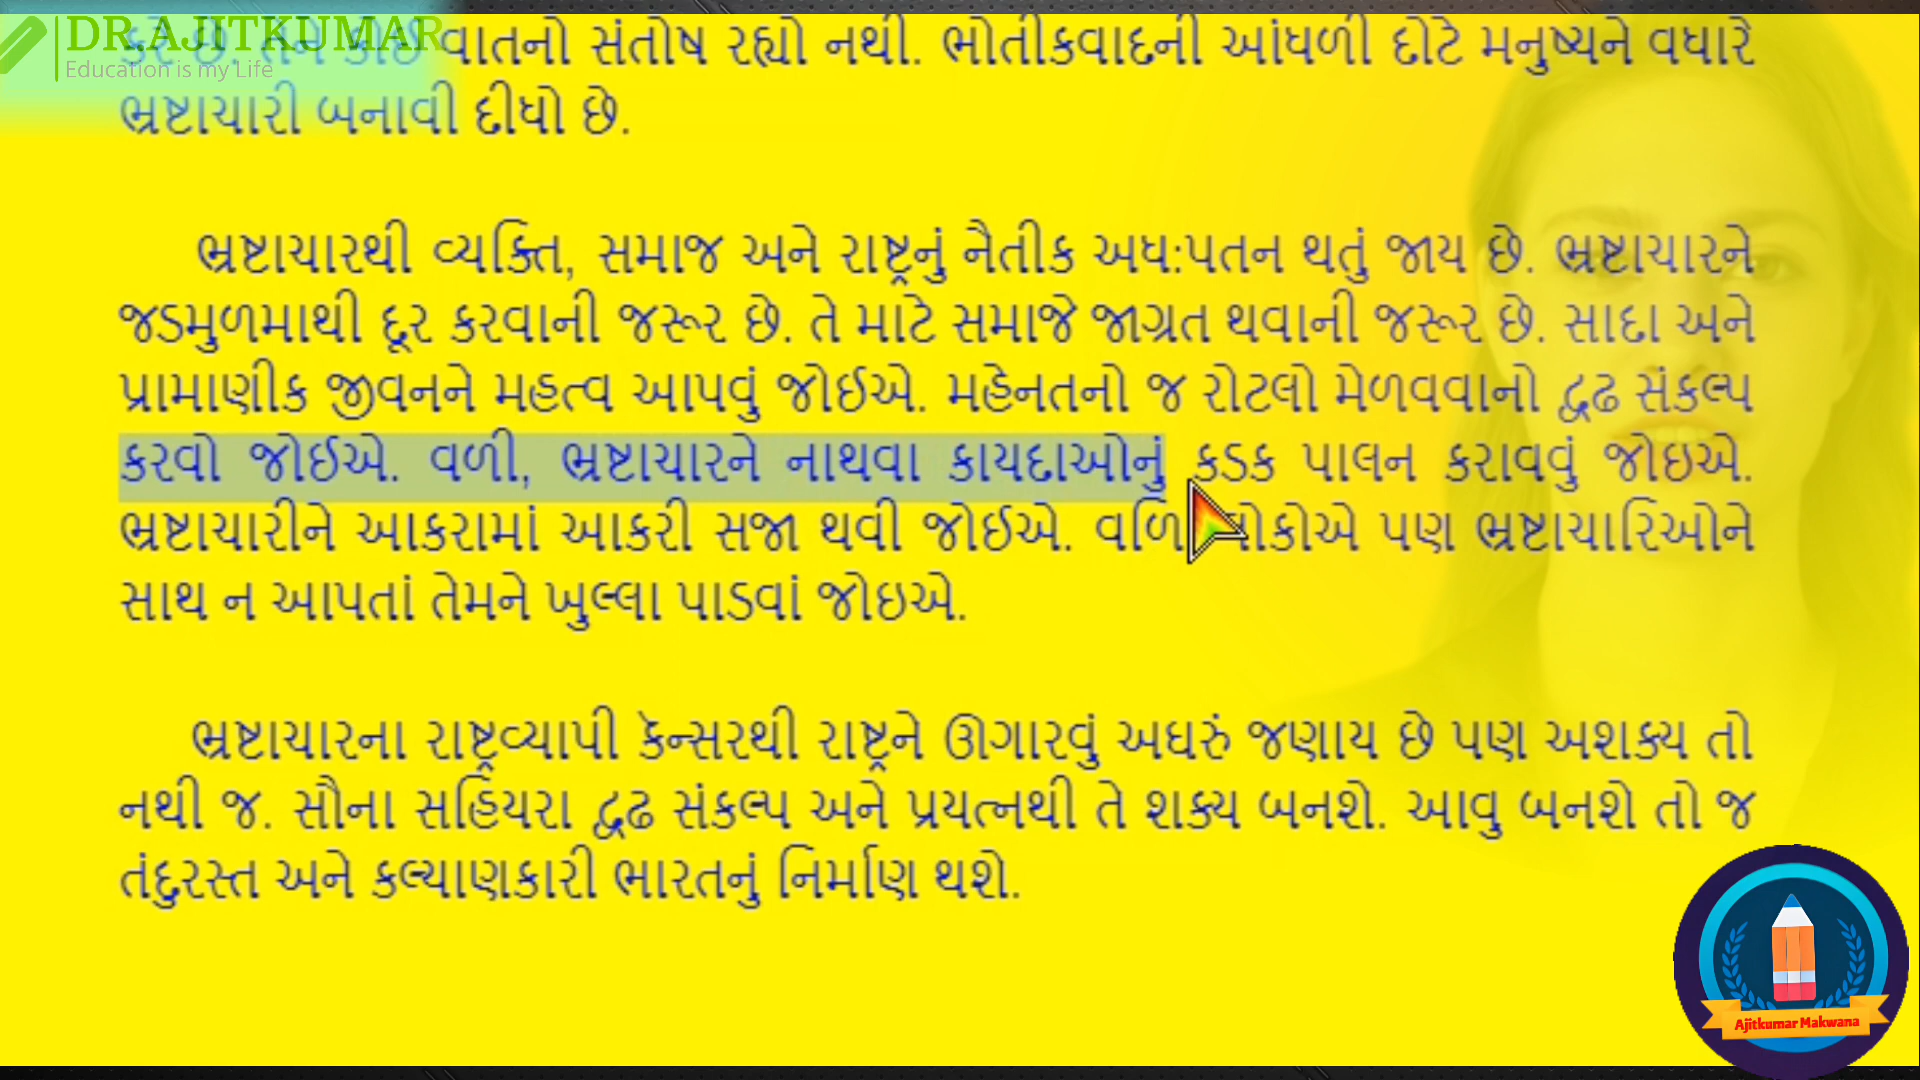 DR.AJITKUMAR
Education is my Life
વાતનો સંતોષ રહ્યો નથી. ભોતીકવાદની આંધળી દોટે મનુષ્યને વધારે
ભ્રષ્ટાચારી બનાવી દીધો છે.
ભ્રષ્ટાચારથી વ્યક્તિ, સમાજ અને રાષ્ટ્રનું નૈતીક અધ:પતન થતું જાય છે. ભ્રષ્ટાચારને
જડમુળમાથી દૂર કરવાની જરૂર છે. તે માટે સમાજે જાગ્રત થવાની જરૂર છે. સાદા અને
પ્રામાણીક જીવનને મહત્વ આપવું જોઈએ. મહેનતનો જ રોટલો મેળવવાનો દ્વઢ સંકલ્પ
કરવો જોઈએ. વળી, ભ્રષ્ટાચારને નાથવા કાયદાઓનું કડક પાલન કરાવવું જોઇએ.
ભ્રષ્ટાચારીને આકરામાં આકરી સજા થવી જોઈએ. વળિ પણ ભ્રષ્ટાચારિઓને
સાથ ન આપતાં તેમને ખુલ્લા પાડવાં જોઇએ.
ભ્રષ્ટાચારના રાષ્ટ્રવ્યાપી કેન્સરથી રાષ્ટ્રને ઊગારવું અઘરું જણાય છે પણ અશક્ય તો
નથી જ. સૌના સહિયરા દ્વઢ સંકલ્પ અને પ્રયત્નથી તે શક્ય બનશે. આવુ બનશે તો જ
તંદુરસ્ત અને કલ્યાણકારી ભારતનું નિર્માણ થશે.
Ajitkumar Makwana